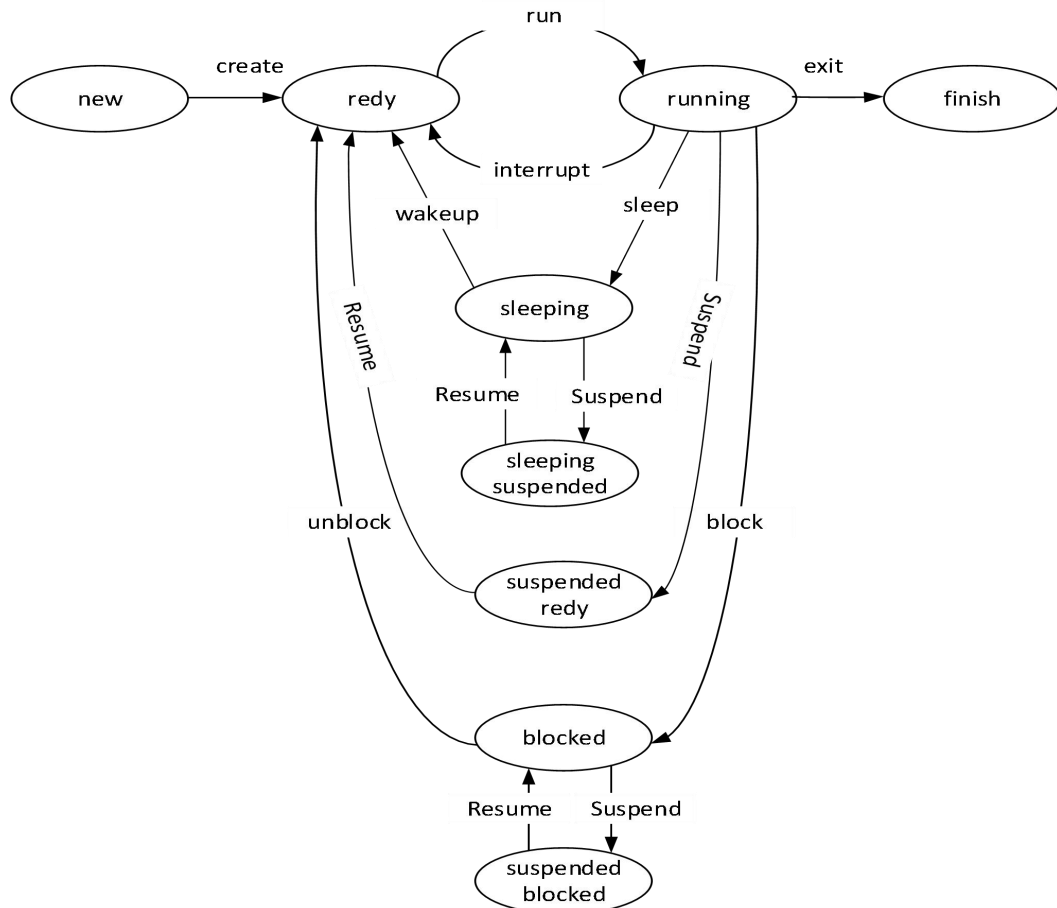 run
create
exit
new
redy
running
finish
interrupt
wakeup
sleep
sleeping
Resume
Suspend
Resume
Suspend
sleeping
suspended
unblock
block
suspended
redy
blocked
Resume
Suspend
suspended
blocked